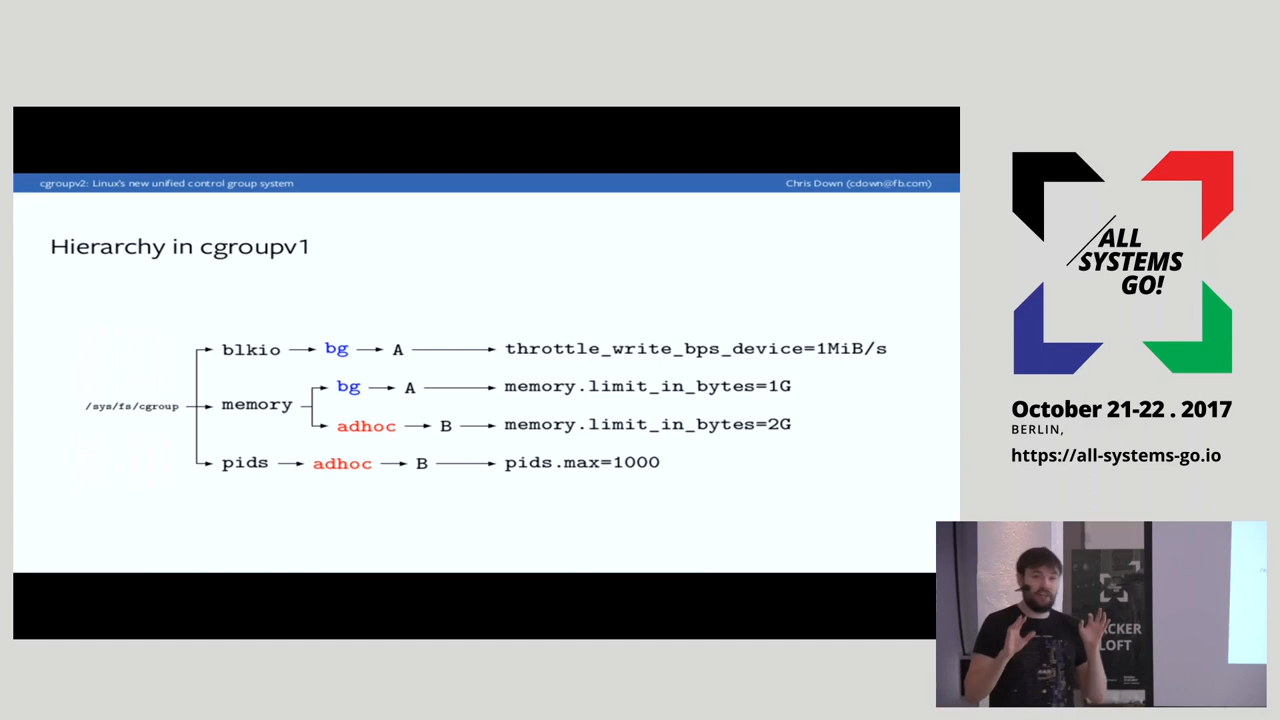 cgroupv2: Linux's new unified control group system
Chris Down (cdown@fb.com)
Hierarchy in cgroupv1
blkio bg A throttle_write_bps_device=1MiB/s
bg A memory.limit_in_bytes=1G
/sys/fs/cgroup memory
adhoc B memory.limit_in_bytes=2G
pids adhoc B pids.max=1000
ALL
SYSTEMS
GO!
October 21-22 . 2017
BERLIN,
https://all-systems-go.io
LOFT